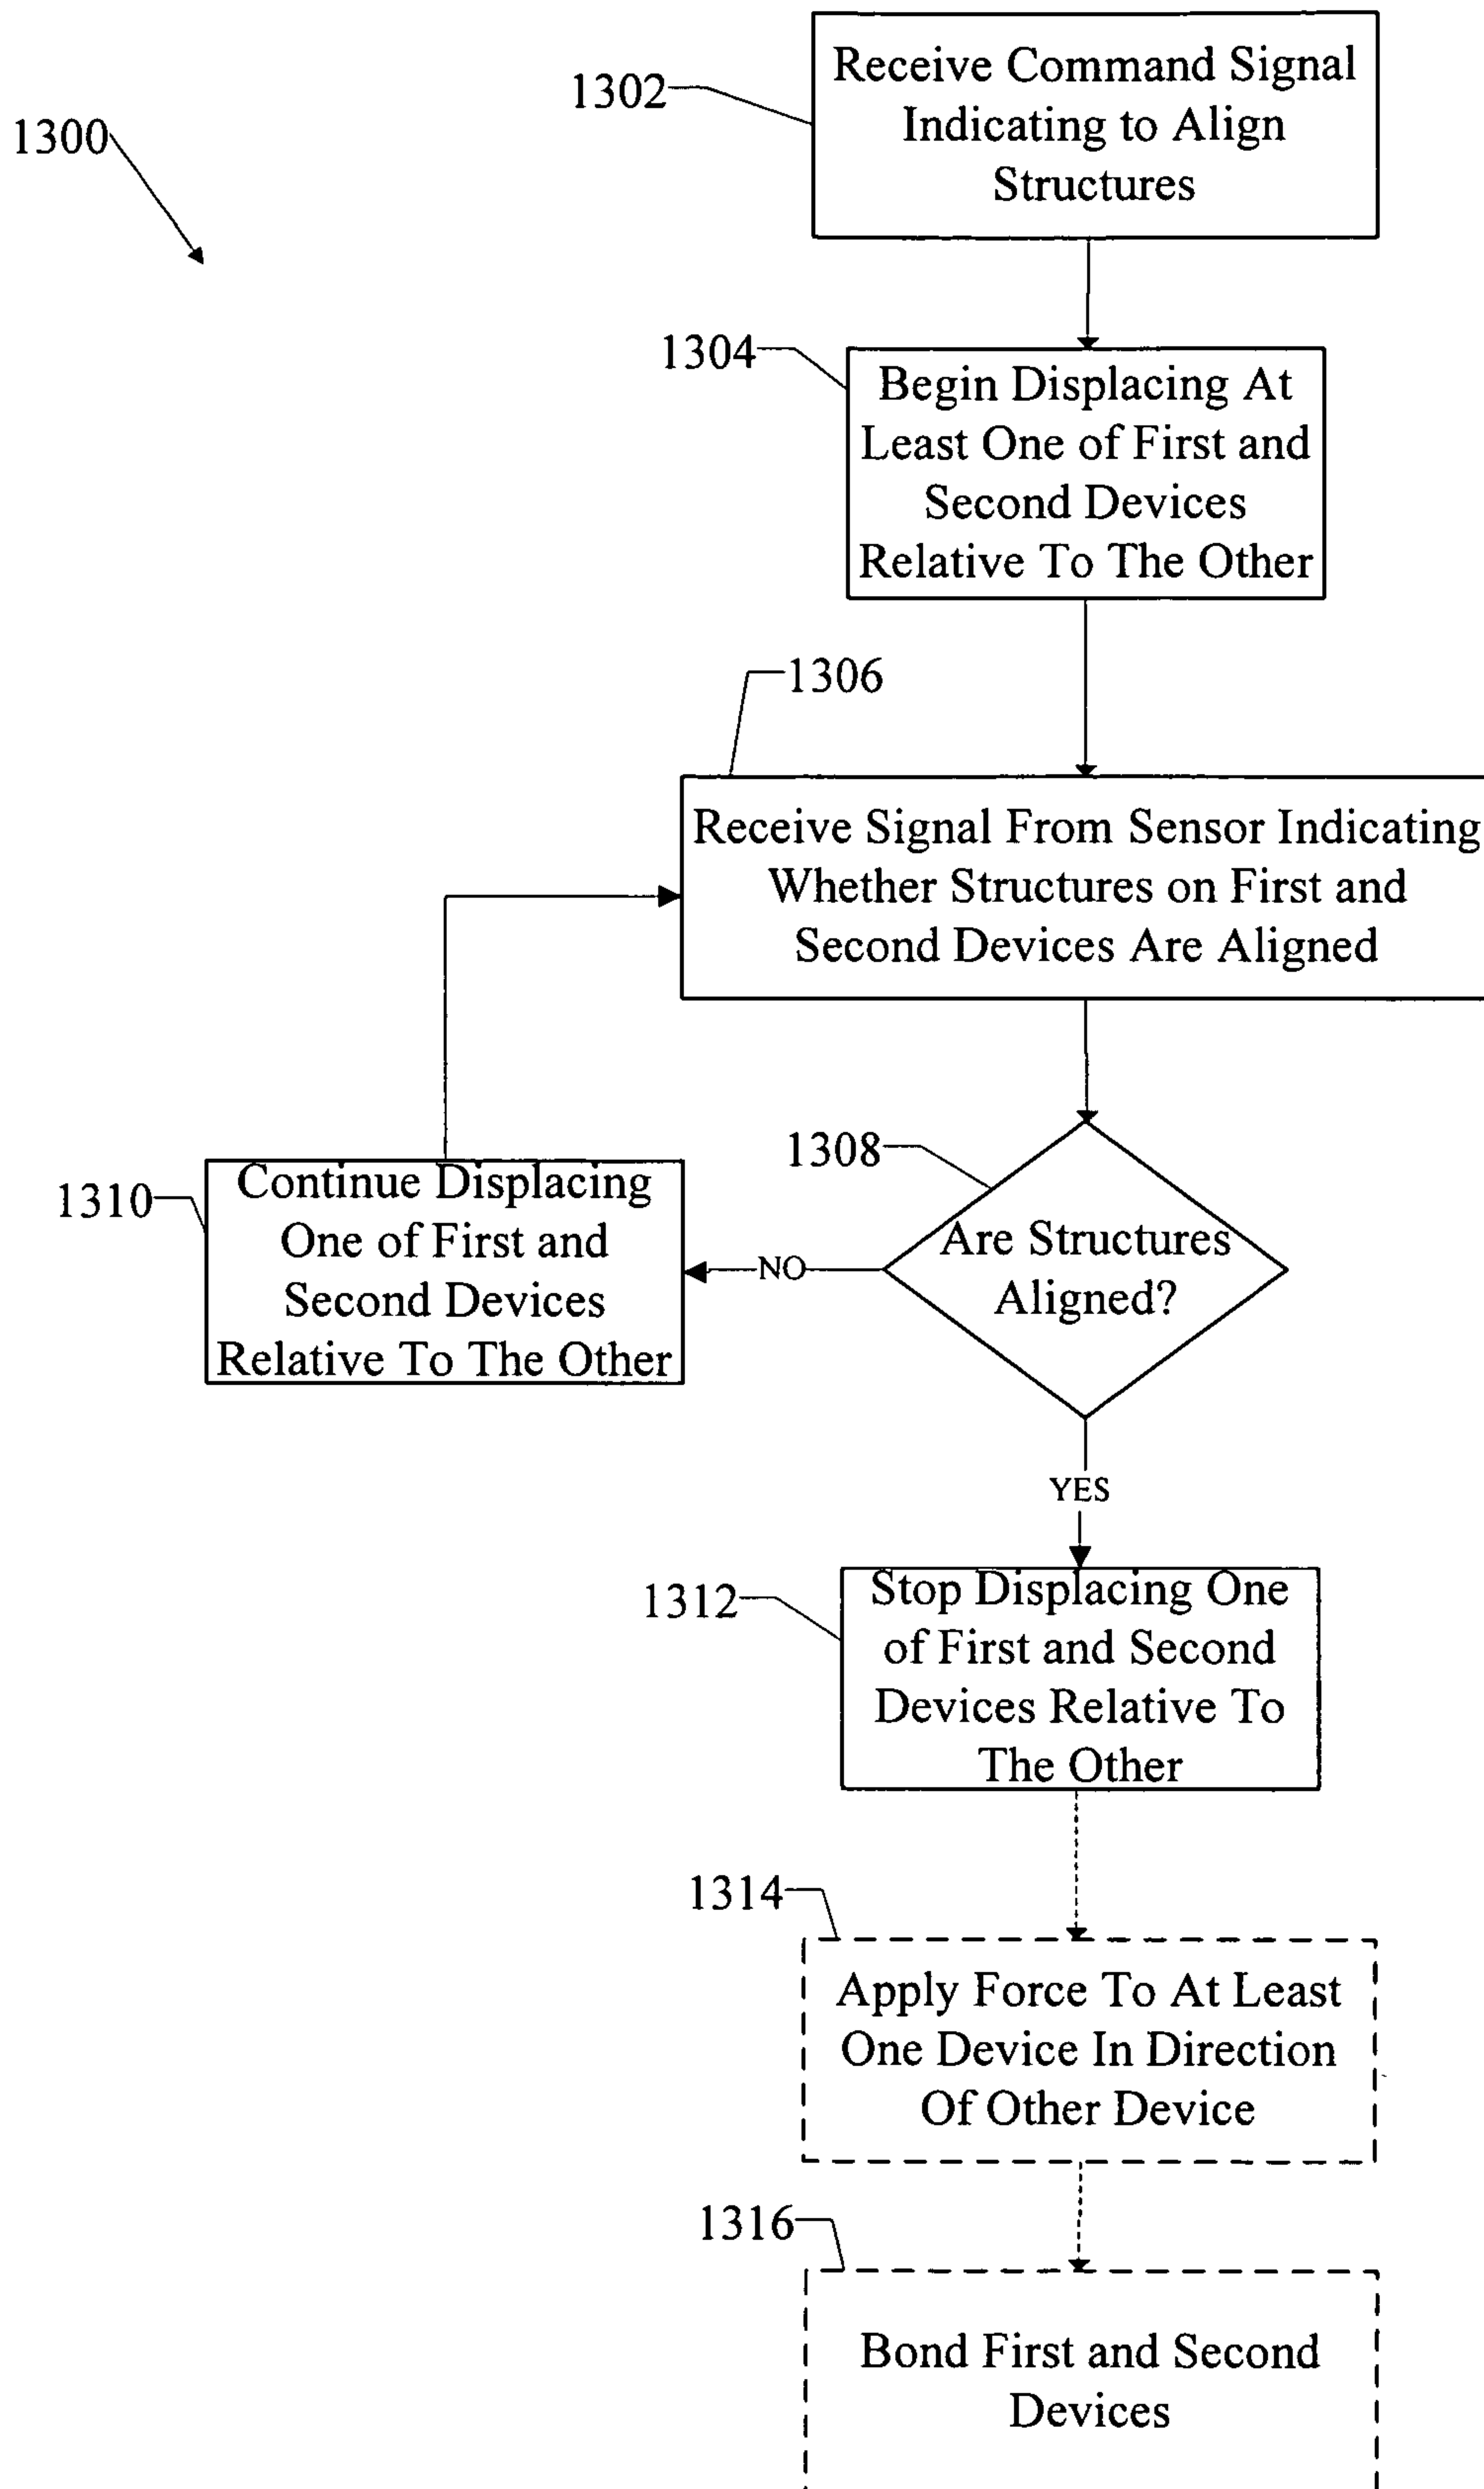 1300
1302
Receive Command Signal
Indicating to Align
Structures
1304
Begin Displacing At
Least One of First and
Second Devices
Relative To The Other
1306
Receive Signal From Sensor Indicating
Whether Structures on First and
Second Devices Are Aligned
1308
Are Structures
Aligned?
NO
1310
Continue Displacing
One of First and
Second Devices
Relative To The Other
YES
1312
Stop Displacing One
of First and Second
Devices Relative To
The Other
1314
Apply Force To At Least
One Device In Direction
Of Other Device
1316
Bond First and Second
Devices